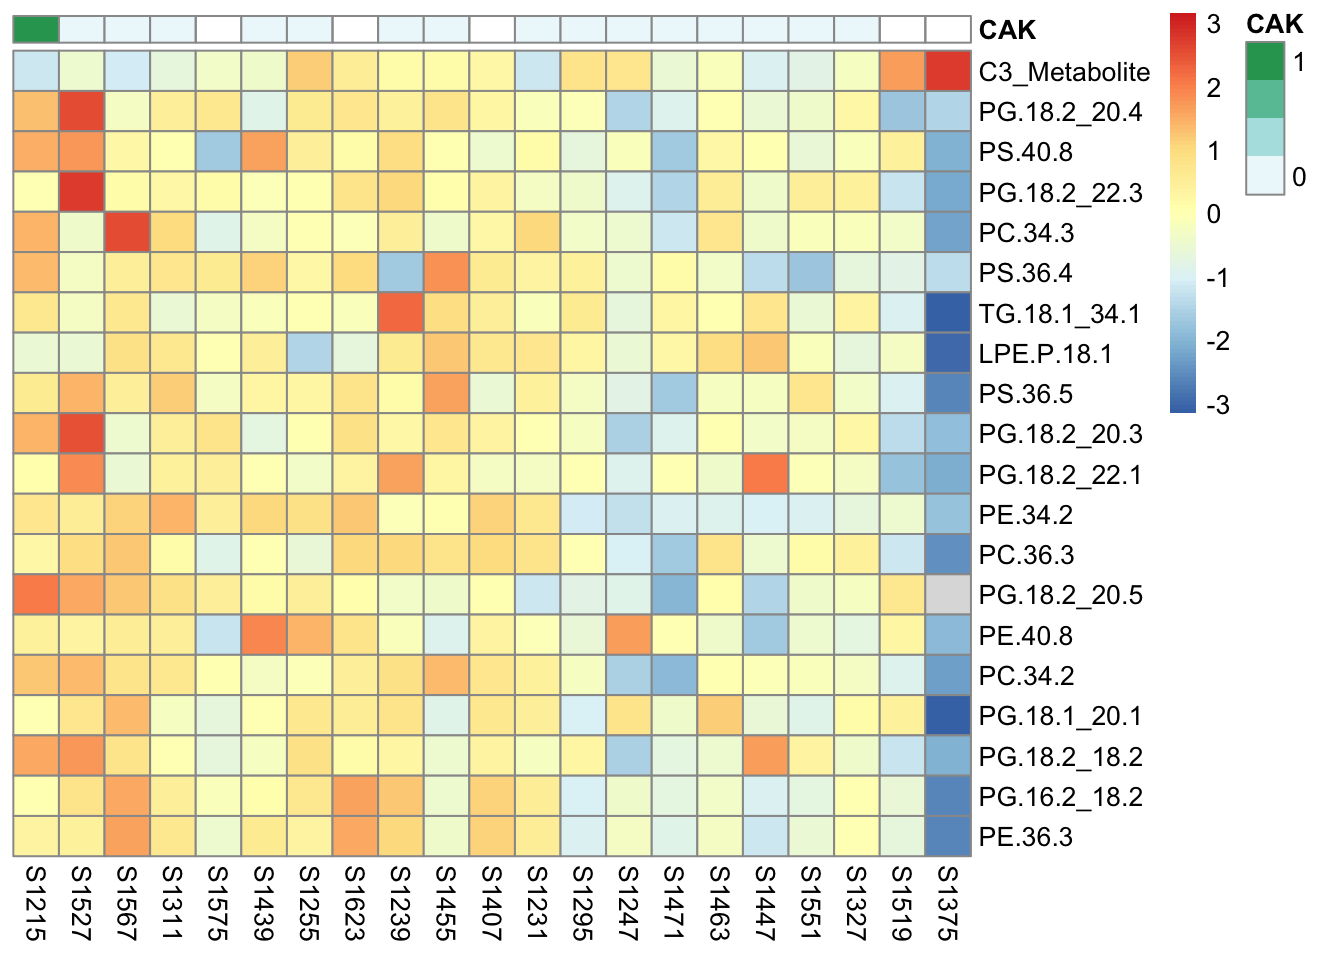 CAK
C3_Metabolite
PG.18.2_20.4
PS.40.8
PG.18.2_22.3
PC.34.3
PS.36.4
TG.18.1_34.1
LPE.P.18.1
PS.36.5
PG.18.2_20.3
PG.18.2_22.1
PE.34.2
PC.36.3
PG.18.2_20.5
PE.40.8
PC.34.2
PG.18.1_20.1
PG.18.2_18.2
PG.16.2_18.2
PE.36.3
S1215
S1527
S1567
S1311
S1575
S1439
S1255
S1623
S1239
S1455
S1407
S1231
S1295
S1247
S1471
S1463
S1447
S1551
S1327
S1519
S1375
3
2
1
0
-1
-2
-3
CAK
1
0